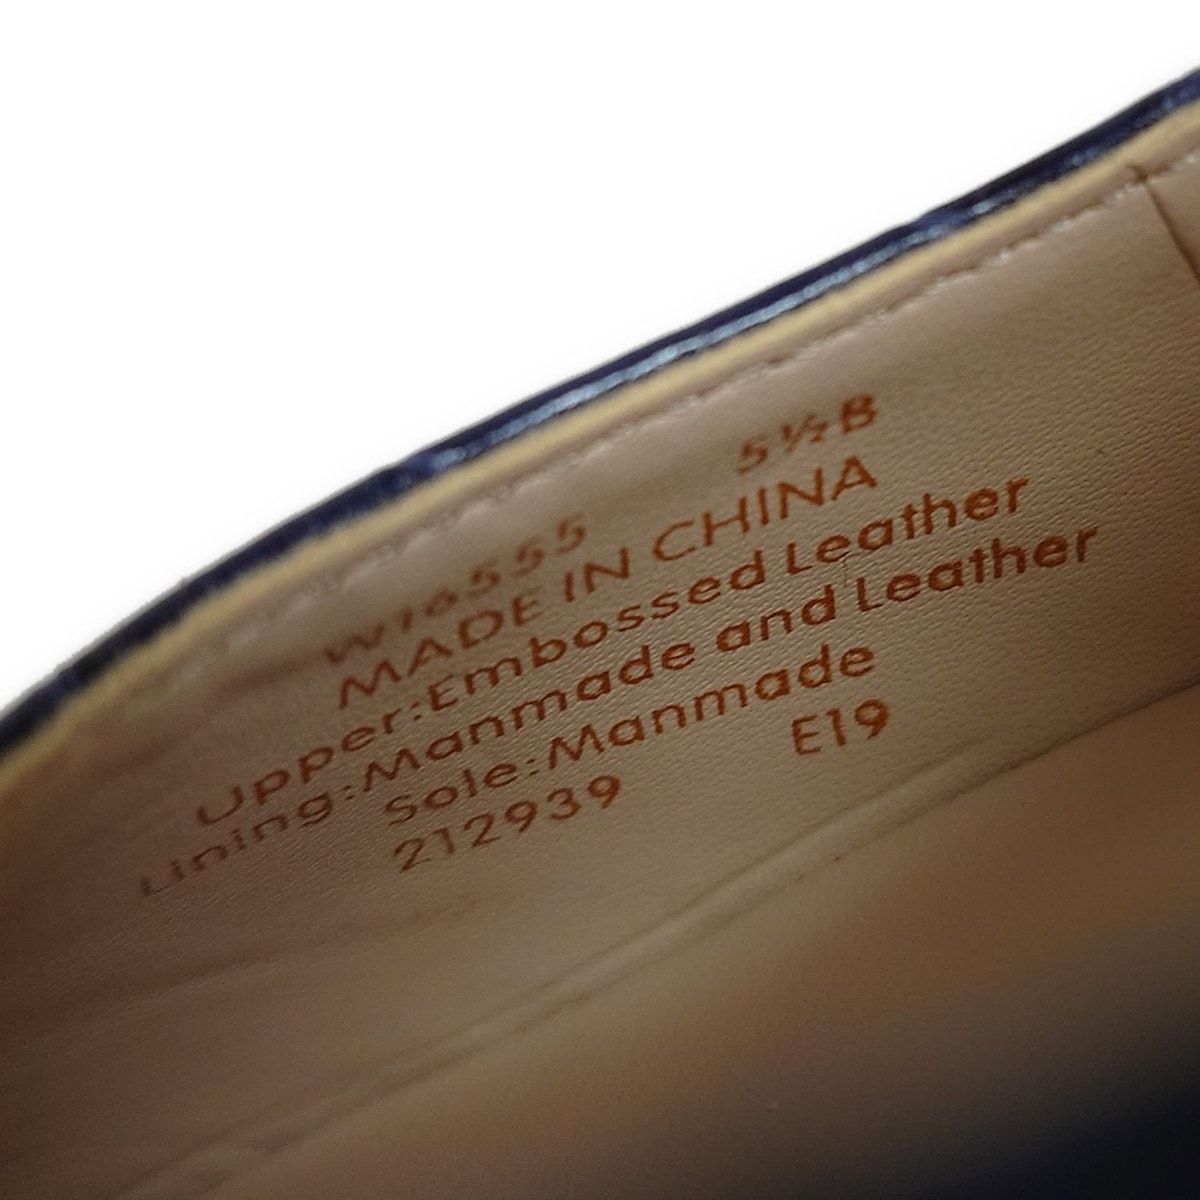 W16555 5½B
MADE IN CHINA
Upper:Embossed Leather
Lining:Manmade and Leather
Sole:Manmade
212939 E19